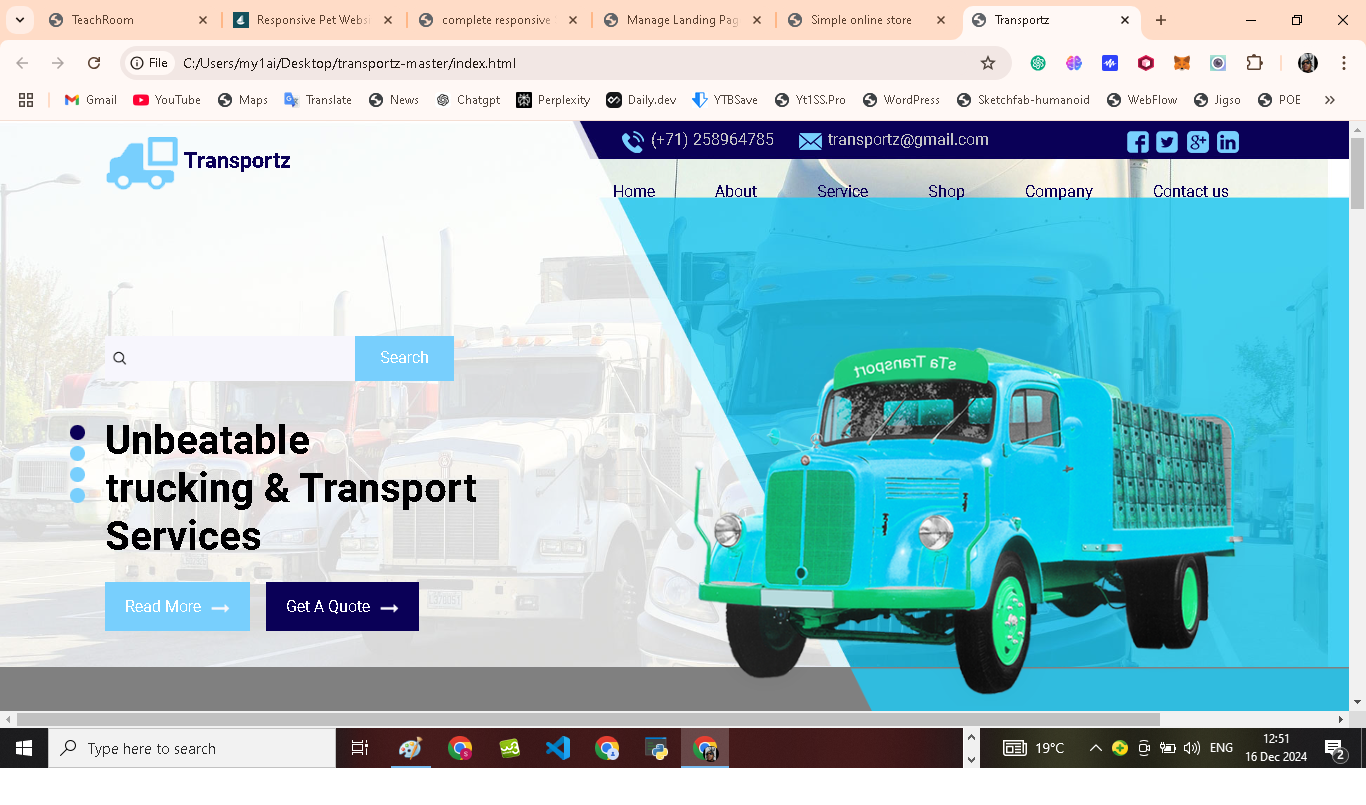 TeachRoom
Responsive Pet Websi
complete responsive
Manage Landing Pag
Simple online store
Transportz
File
C:/Users/my1ai/Desktop/transportz-master/index.html
Gmail
YouTube
Maps
Translate
News
Chatgpt
Perplexity
Daily.dev
YTBSave
Yt1SS.Pro
WordPress
Sketchfab-humanoid
WebFlow
Jigso
POE
Transportz
(+71) 258964785
transportz@gmail.com
Home
About
Service
Shop
Company
Contact us
Search
sTa Transport
Unbeatable
trucking & Transport
Services
Read More
Get A Quote
Type here to search
19°C
ENG
12:51
16 Dec 2024
2